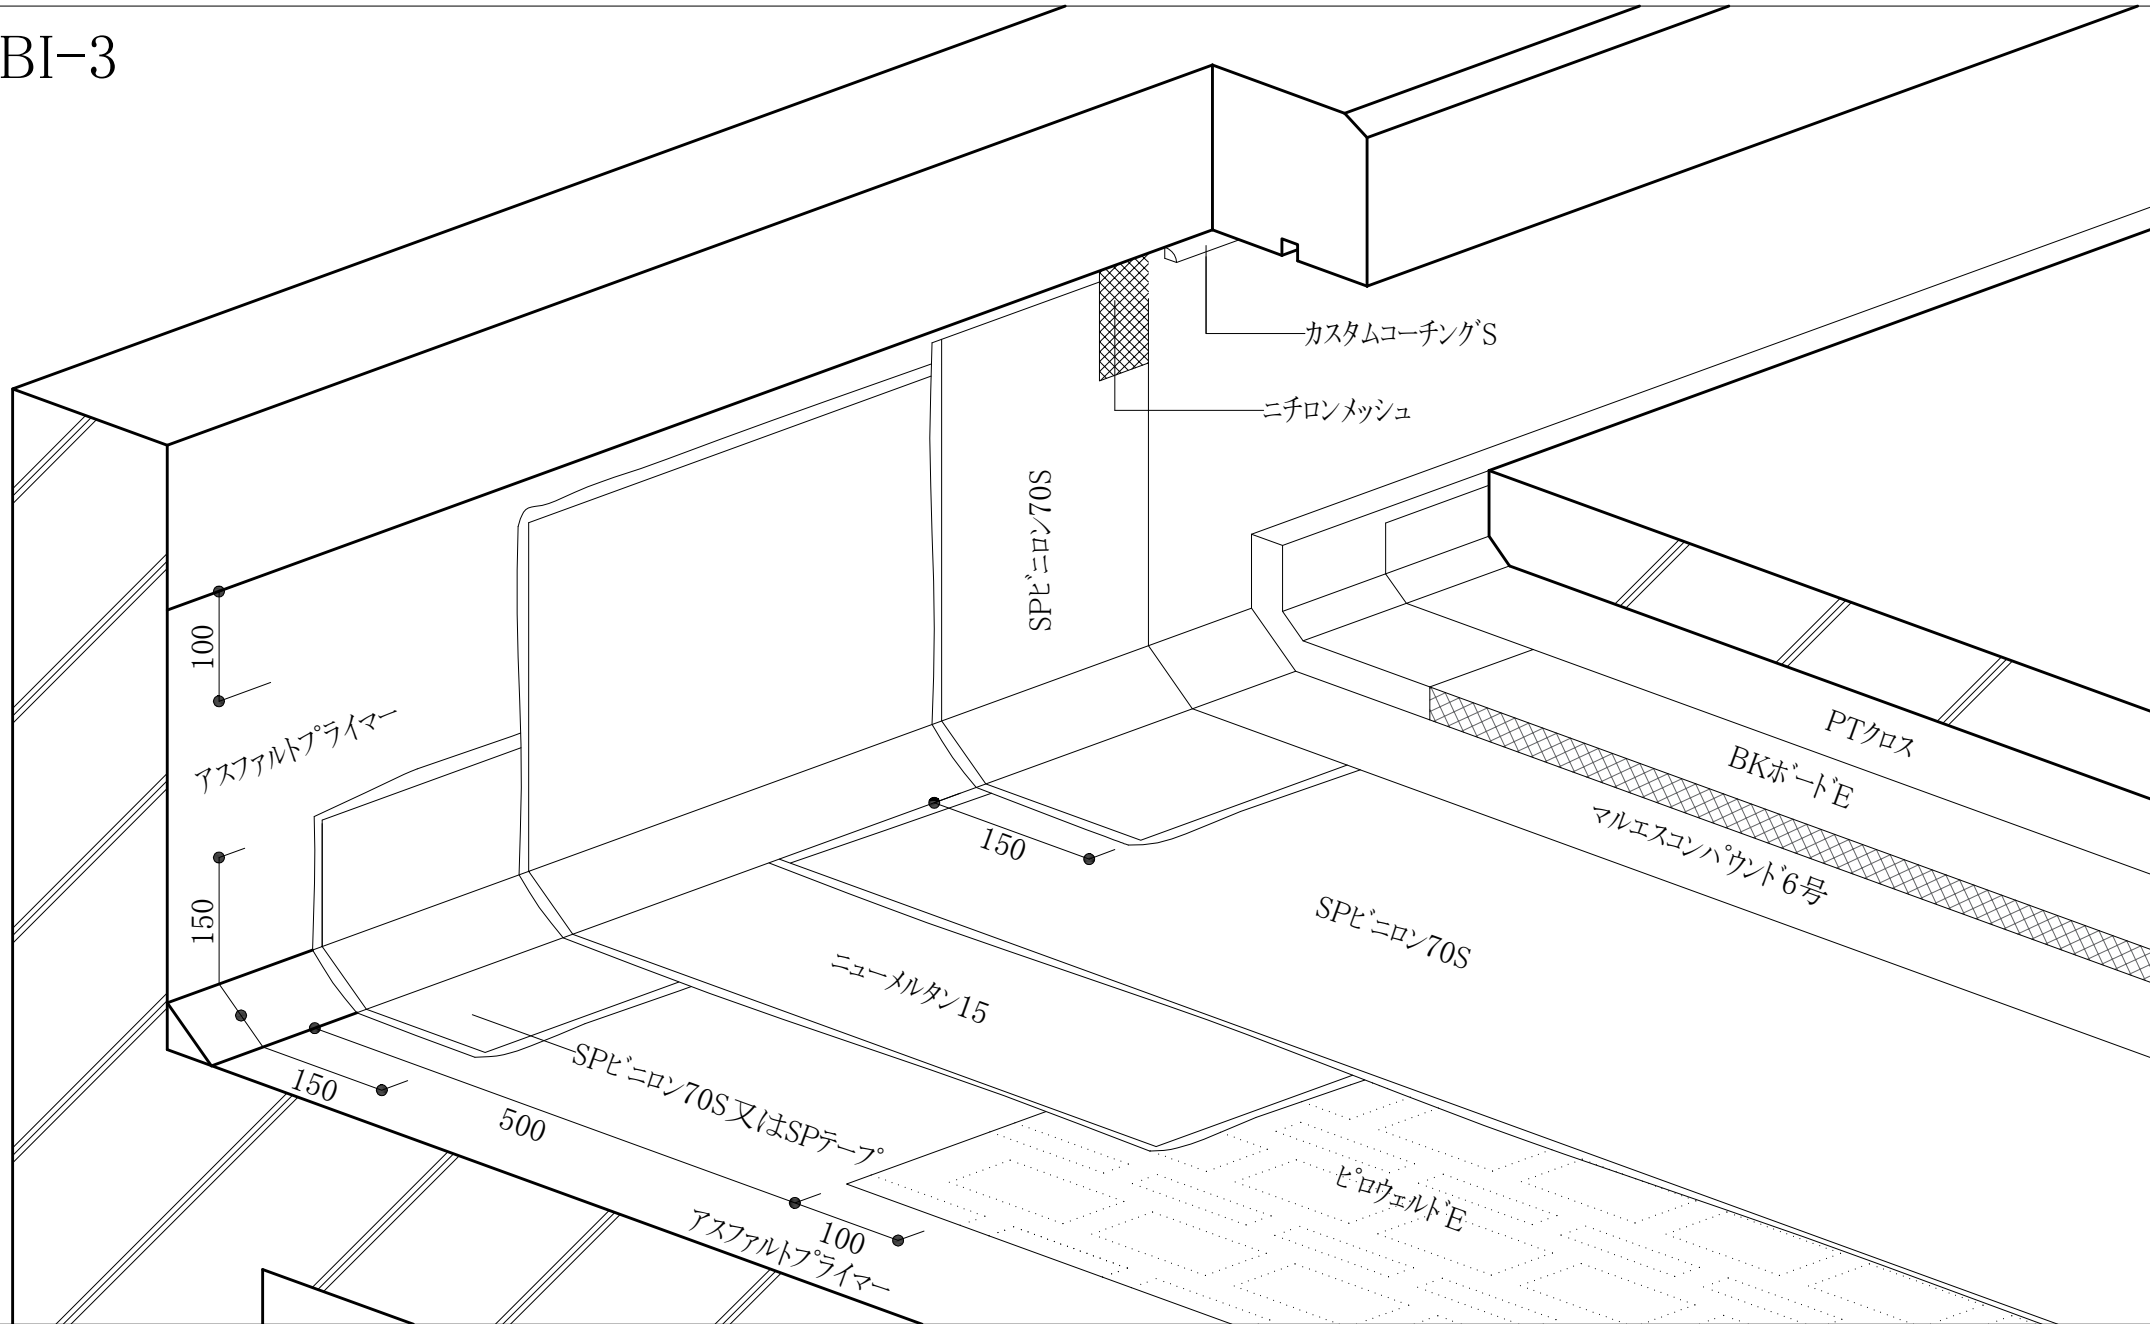 BI-3
カスタムコーチングS
ニチロンメッシュ
SPビニロン70S
100
アスファルトプライマー
PTクロス
BKボードE
マルエスコンパウンド6号
150
150
SPビニロン70S
ニューメルタン15
150
SPビニロン70S又はSPテープ
500
ピロウェルドE
100
アスファルトプライマー